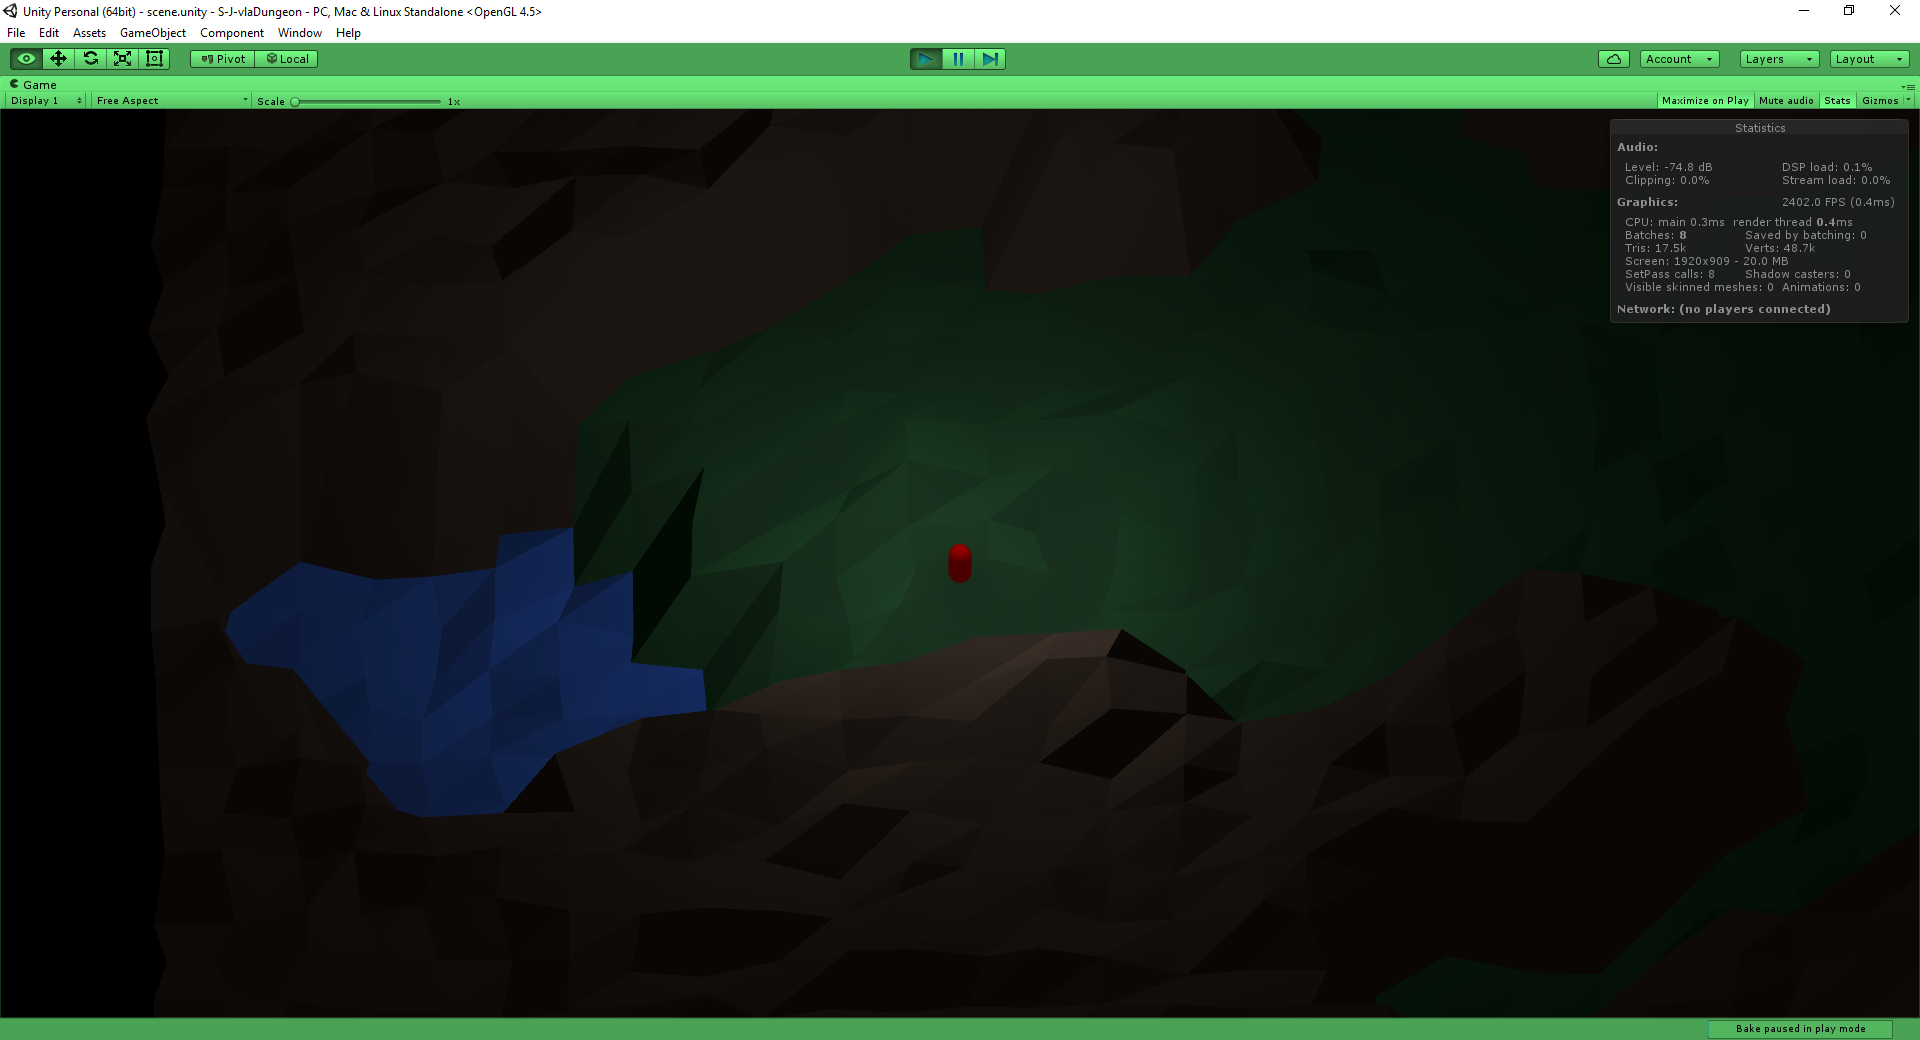 Unity Personal (64bit) - scene.unity - S-J-vlaDungeon - PC, Mac & Linux Standalone <OpenGL 4.5>
File Edit Assets GameObject Component Window Help
Pivot Local Account Layers Layout
Game
Display 1 Free Aspect Scale 1x Maximize on Play Mute audio Stats Gizmos
Statistics
Audio:
Level: -74.8 dB DSP load: 0.1%
Clipping: 0.0% Stream load: 0.0%
Graphics: 2402.0 FPS (0.4ms)
CPU: main 0.3ms render thread 0.4ms
Batches: 8 Saved by batching: 0
Tris: 17.5k Verts: 48.7k
Screen: 1920x909 - 20.0 MB
SetPass calls: 8 Shadow casters: 0
Visible skinned meshes: 0 Animations: 0
Network: (no players connected)
Bake paused in play mode